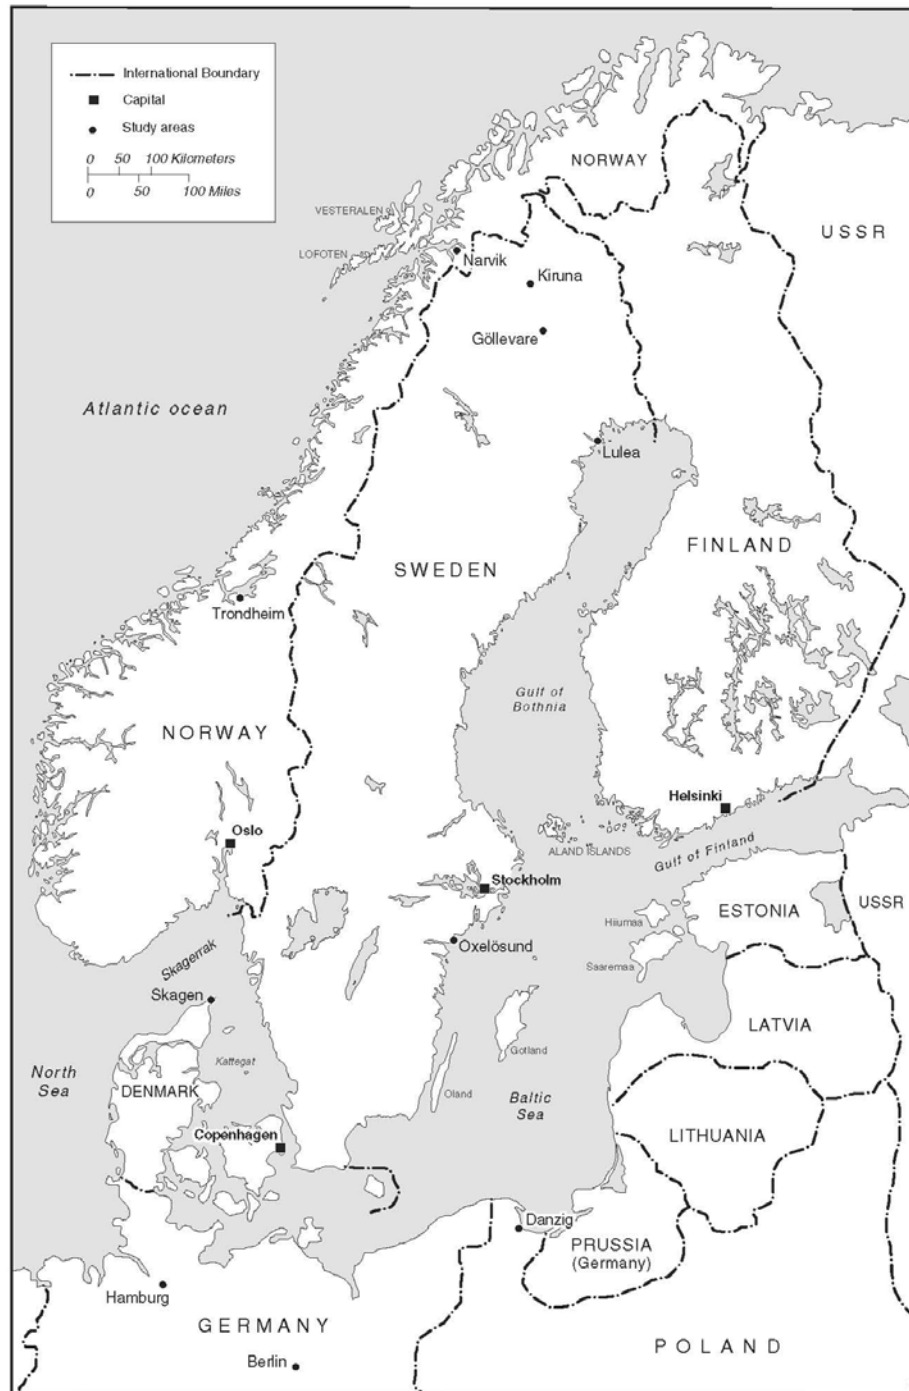 International Boundary
Capital
Study areas
0 50 100 Kilometers
0 50 100 Miles
NORWAY
VESTERALEN
USSR
LOFOTEN
Narvik
Kiruna
Göllevare
Atlantic ocean
Lulea
FINLAND
SWEDEN
Trondheim
Gulf of
Bothnia
NORWAY
Helsinki
Oslo
ALAND ISLANDS
Gulf of Finland
Stockholm
ESTONIA
USSR
Hiiumaa
Oxelösund
Skagerrak
Saaremaa
Skagen
LATVIA
Gotland
Kattegat
North
Sea
DENMARK
Oland
Baltic
Sea
Copenhagen
LITHUANIA
Danzig
PRUSSIA
(Germany)
Hamburg
GERMANY
POLAND
Berlin